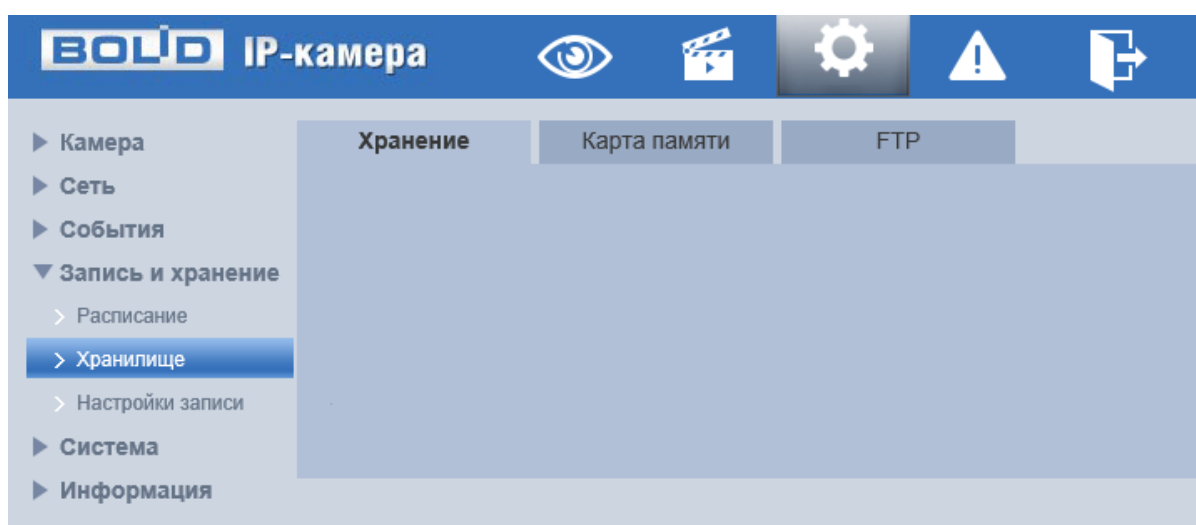 BOLID IP-камера
Камера
Сеть
События
Запись и хранение
Расписание
Хранилище
Настройки записи
Система
Информация
Хранение Карта памяти FTP